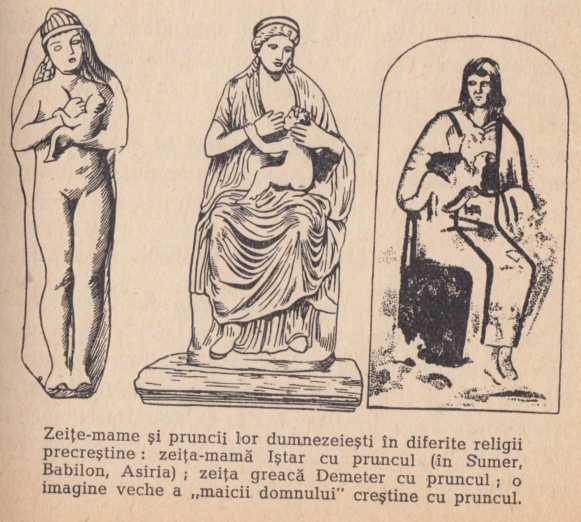 Zeițe-mame și pruncii lor dumnezeiești în diferite religii
precreștine : zeița-mamă Iștar cu pruncul (în Sumer,
Babilon, Asiria) ; zeița greacă Demeter cu pruncul ; o
imagine veche a „maicii domnului” creștine cu pruncul.